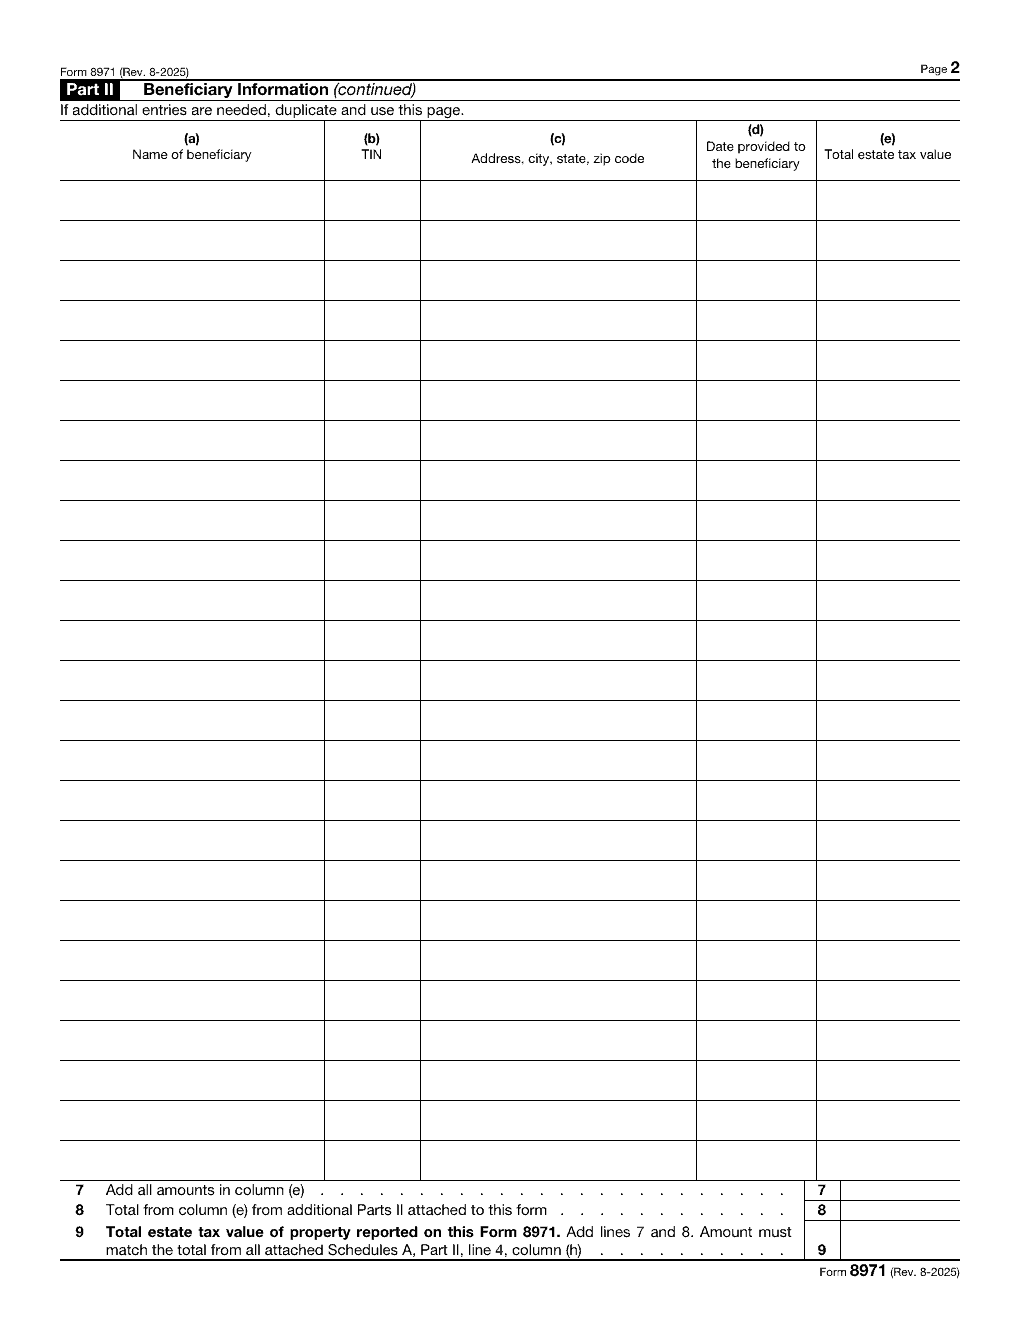 Form 8971 (Rev. 8-2025) Page 2
Part II Beneficiary Information (continued)
If additional entries are needed, duplicate and use this page.
(a)
Name of beneficiary
(b)
TIN
(c)
Address, city, state, zip code
(d)
Date provided to
the beneficiary
(e)
Total estate tax value
7 Add all amounts in column (e) . . . . . . . . . . . . . . . . . . . . . . . . 7
8 Total from column (e) from additional Parts II attached to this form . . . . . . . . . . . . 8
9 Total estate tax value of property reported on this Form 8971. Add lines 7 and 8. Amount must
match the total from all attached Schedules A, Part II, line 4, column (h) . . . . . . . . . . 9
Form 8971 (Rev. 8-2025)